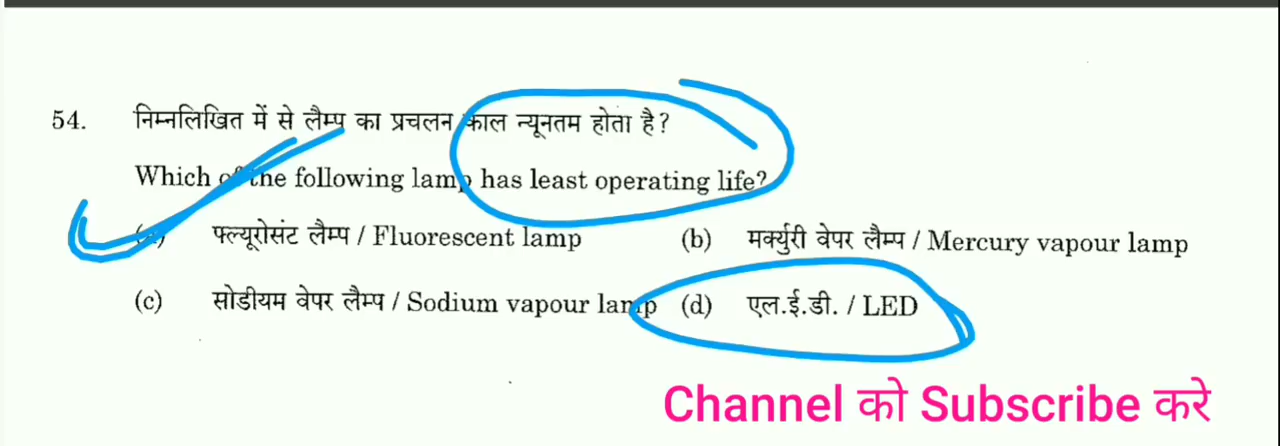 54. निम्नलिखित में से लैम्प का प्रचलन काल न्यूनतम होता है?
Which of the following lamp has least operating life?
(a) फ्ल्यूरोसंट लैम्प / Fluorescent lamp (b) मर्क्युरी वेपर लैम्प / Mercury vapour lamp
(c) सोडीयम वेपर लैम्प / Sodium vapour lamp (d) एल.ई.डी. / LED
Channel को Subscribe करे